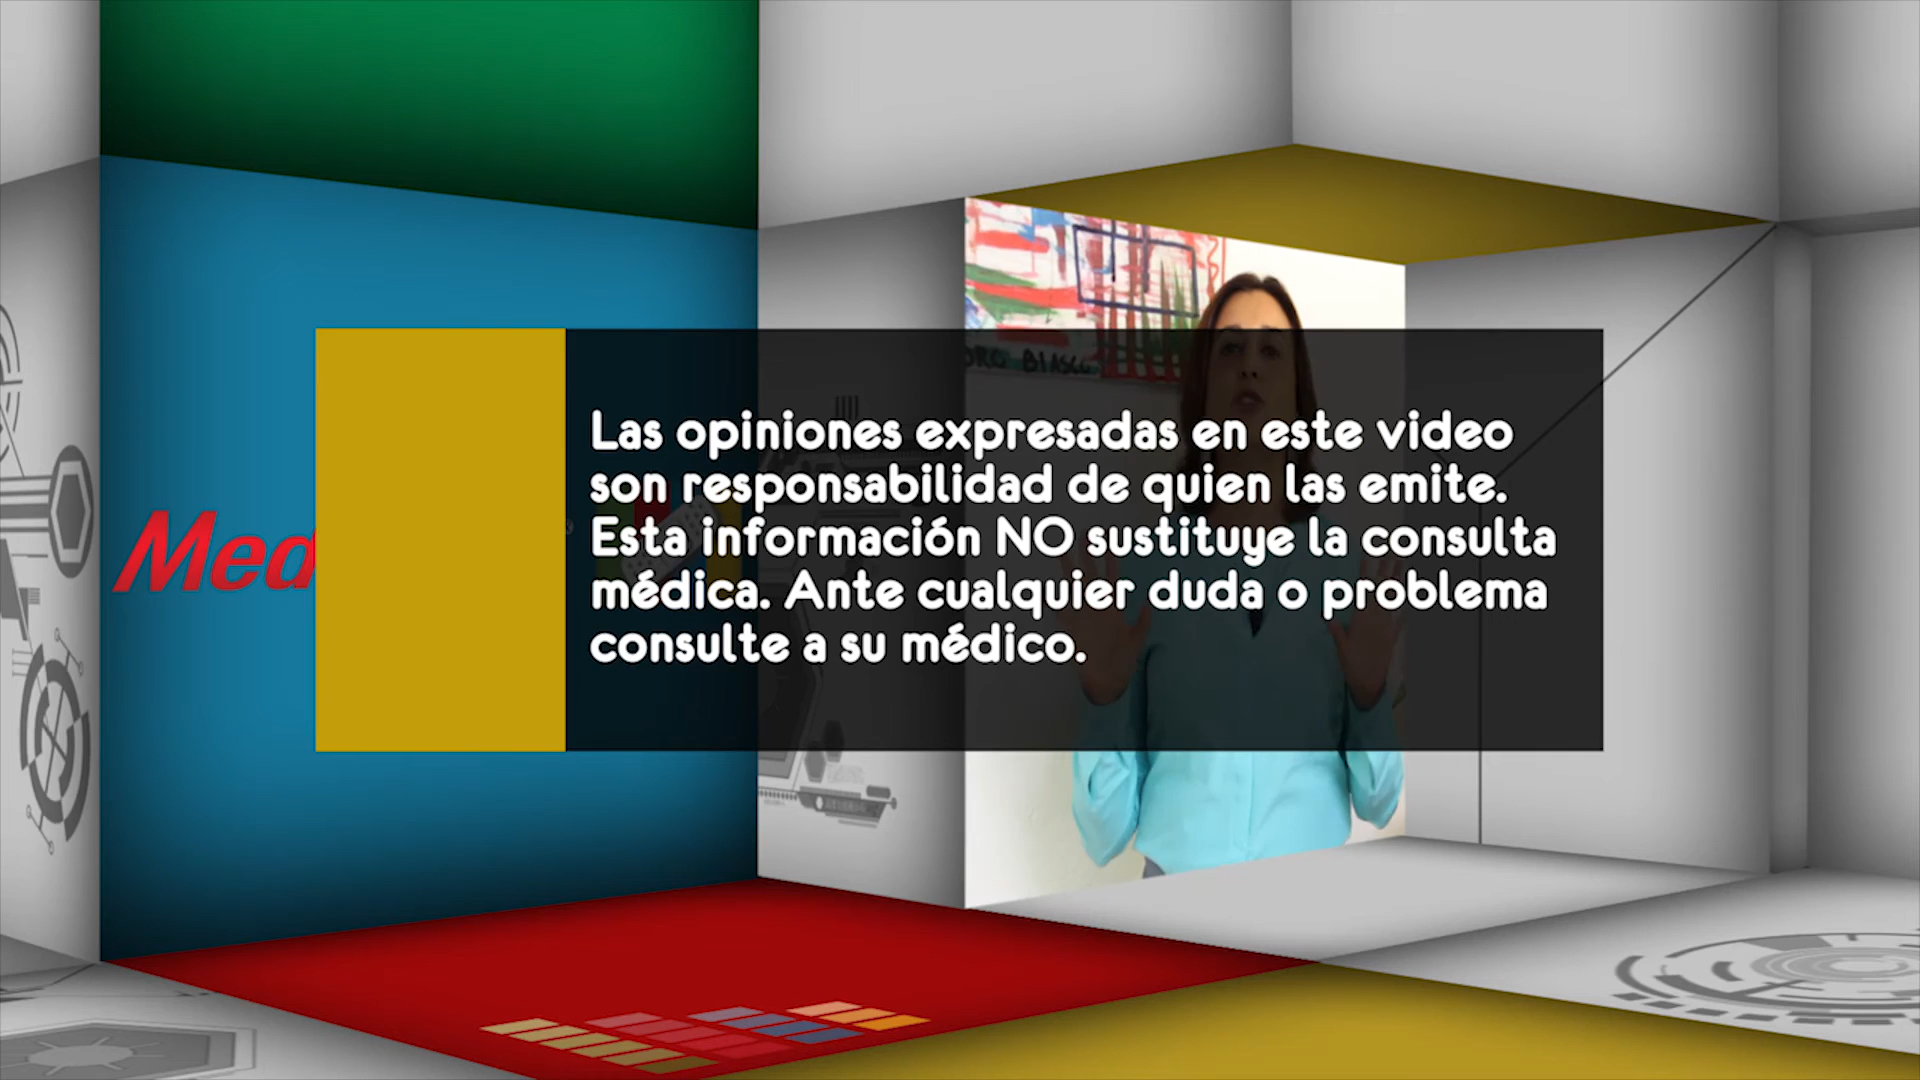 Las opiniones expresadas en este video
son responsabilidad de quien las emite.
Esta información NO sustituye la consulta
médica. Ante cualquier duda o problema
consulte a su médico.
Med